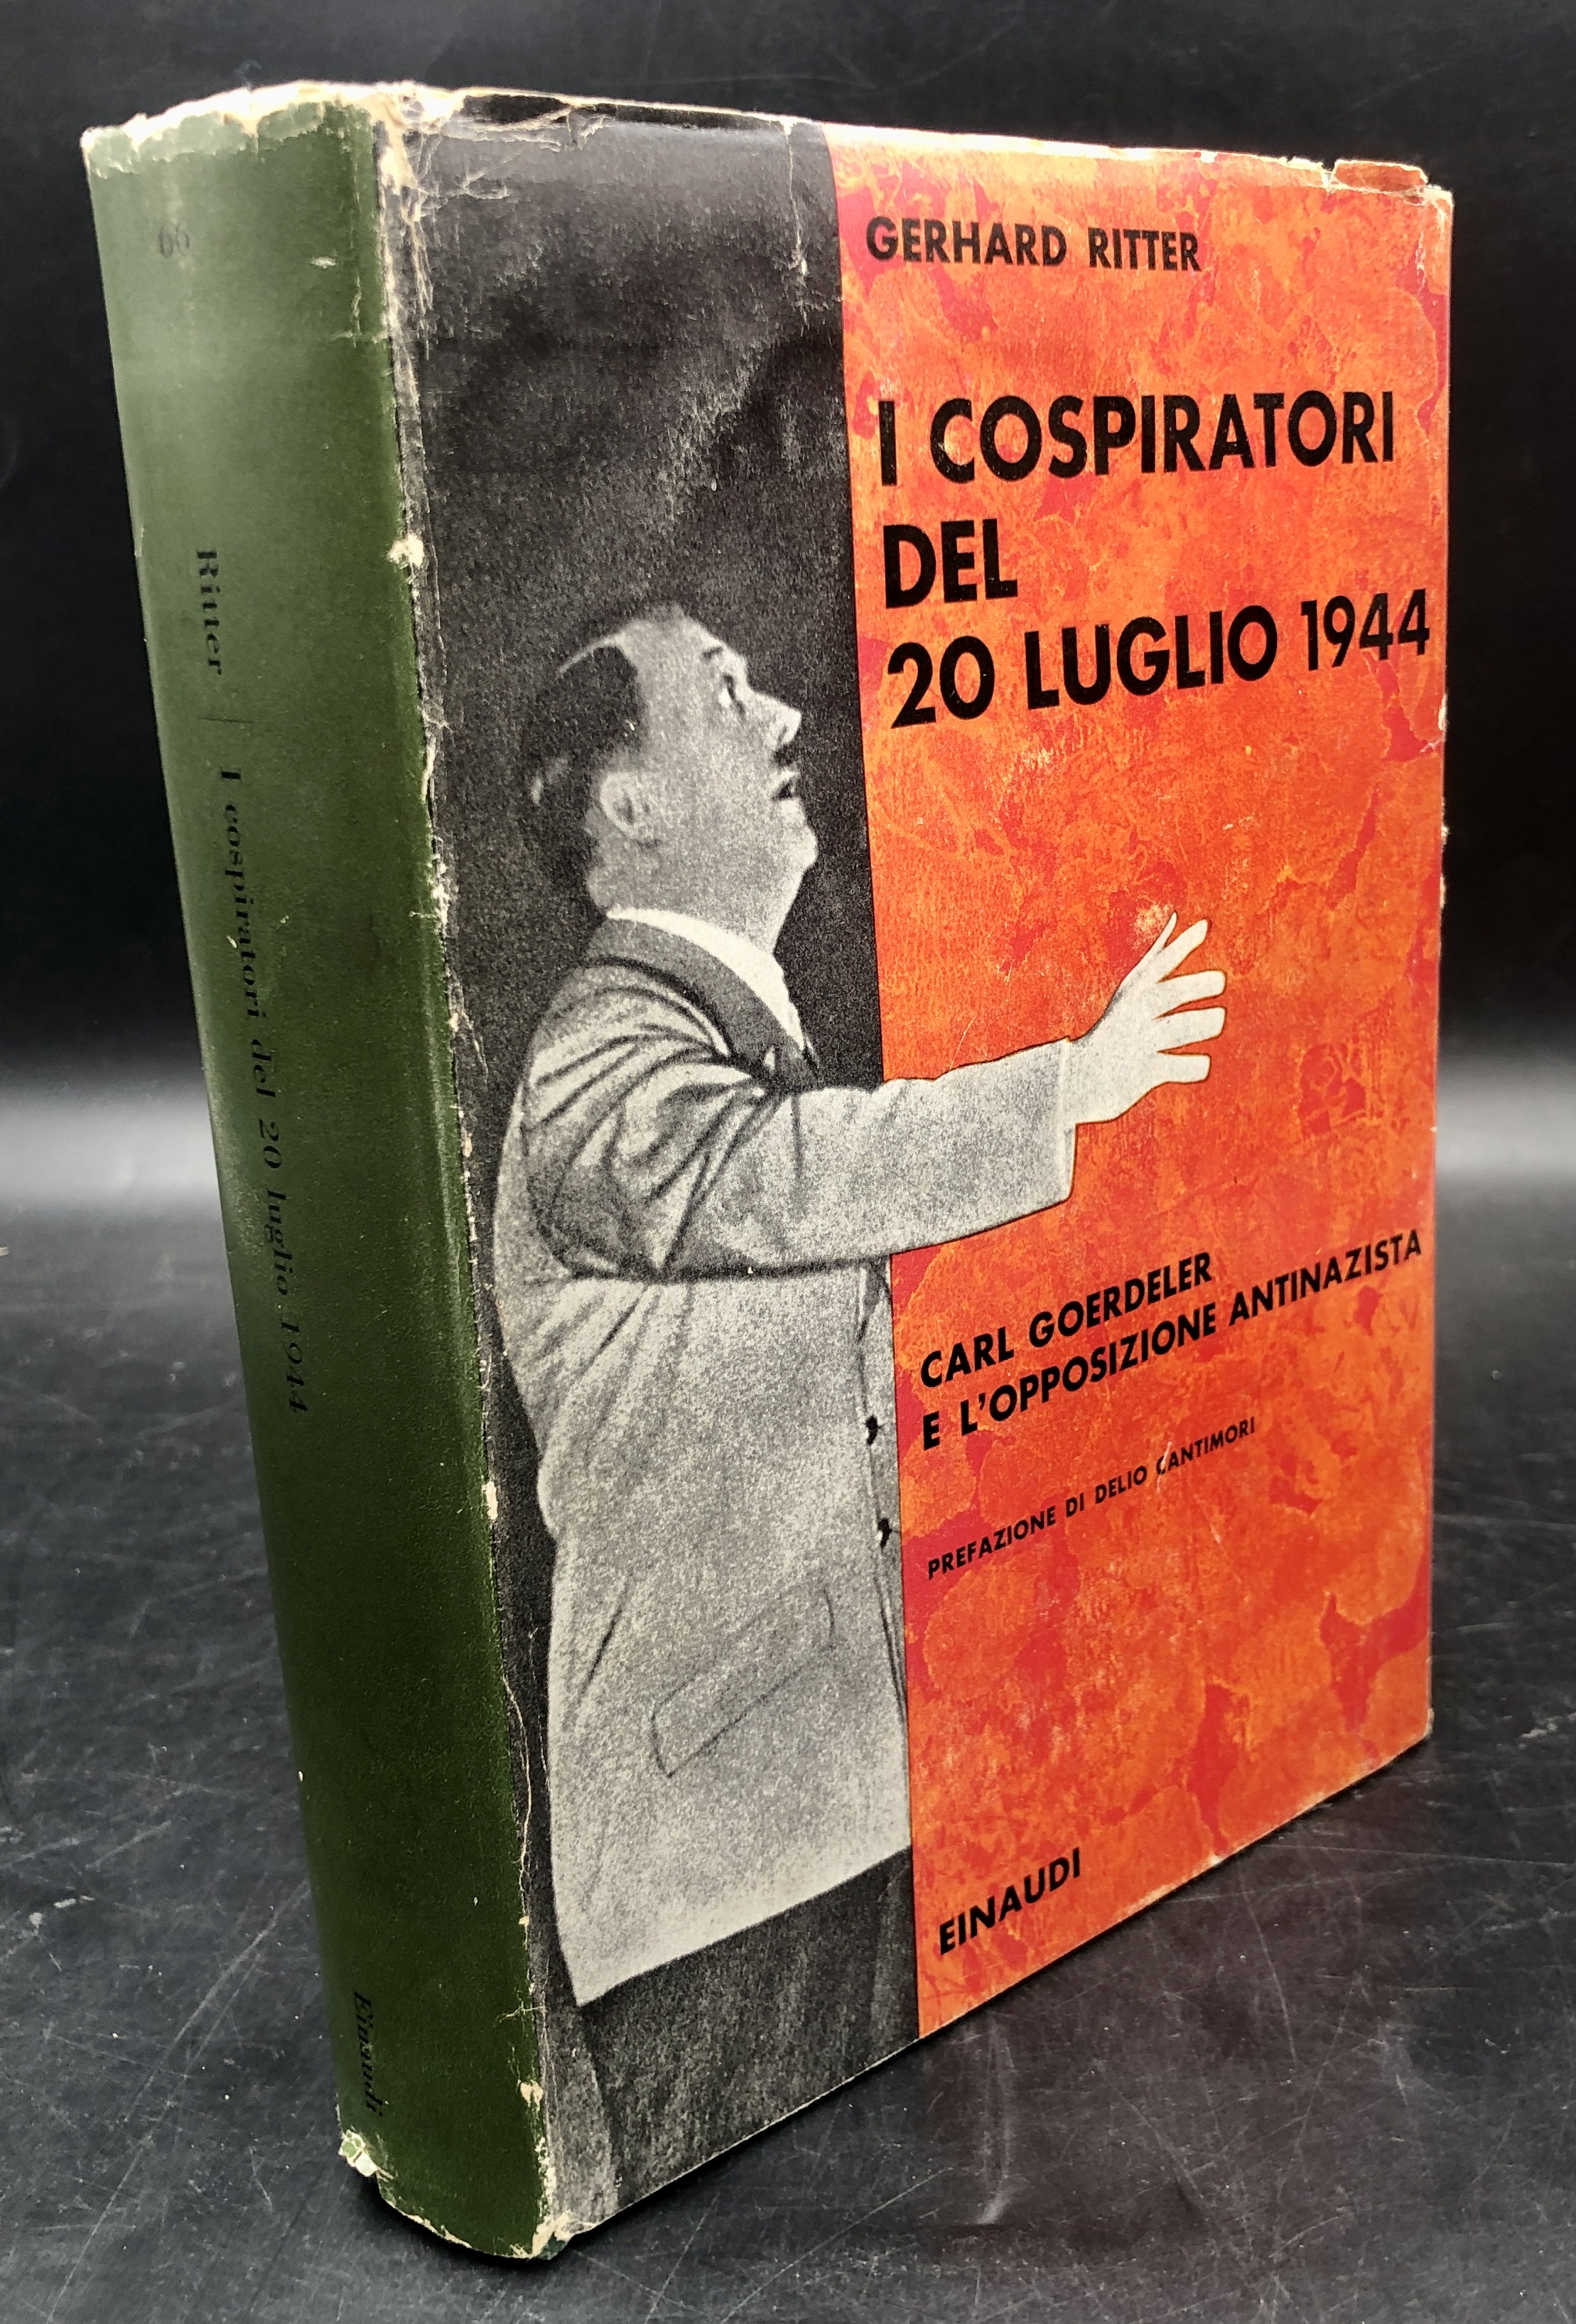 66
Ritter | I cospiratori del 20 luglio 1944
Einaudi
GERHARD RITTER
I COSPIRATORI
DEL
20 LUGLIO 1944
CARL GOERDELER
E L'OPPOSIZIONE ANTINAZISTA
PREFAZIONE DI DELIO CANTIMORI
EINAUDI